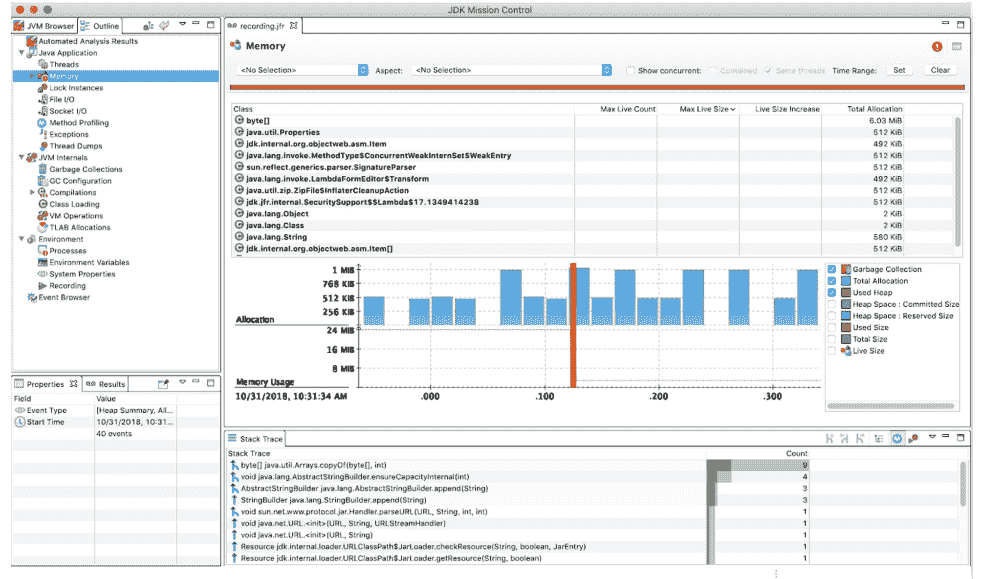 JDK Mission Control
JVM Browser
Outline
Automated Analysis Results
Java Application
Threads
Memory
Lock Instances
File I/O
Socket I/O
Method Profiling
Exceptions
Thread Dumps
JVM Internals
Garbage Collections
GC Configuration
Compilations
Class Loading
VM Operations
TLAB Allocations
Environment
Processes
Environment Variables
System Properties
Recording
Event Browser
Properties
Results
Field Value
Event Type [Heap Summary, All...
Start Time 10/31/2018, 10:31...
40 events
recording.jfr
Memory
<No Selection> Aspect: <No Selection> Show concurrent: Combined Same threads Time Range: Set Clear
Class Max Live Count Max Live Size Live Size Increase Total Allocation
byte[] 6.03 MiB
java.util.Properties 512 KiB
jdk.internal.org.objectweb.asm.Item 492 KiB
java.lang.invoke.MethodType$ConcurrentWeakInternSet$WeakEntry 512 KiB
sun.reflect.generics.parser.SignatureParser 512 KiB
java.lang.invoke.LambdaFormEditor$Transform 492 KiB
java.util.zip.ZipFile$InflaterCleanupAction 512 KiB
jdk.jfr.internal.SecuritySupport$$Lambda$17.1349414238 512 KiB
java.lang.Object 2 KiB
java.lang.Class 2 KiB
java.lang.String 580 KiB
jdk.internal.org.objectweb.asm.Item[] 512 KiB
1 MiB
768 KiB
512 KiB
256 KiB
Allocation
24 MiB
16 MiB
8 MiB
Memory Usage
10/31/2018, 10:31:34 AM .000 .100 .200 .300
Garbage Collection
Total Allocation
Used Heap
Heap Space : Committed Size
Heap Space : Reserved Size
Used Size
Total Size
Live Size
Stack Trace
Stack Trace Count
byte[] java.util.Arrays.copyOf(byte[], int) 9
void java.lang.AbstractStringBuilder.ensureCapacityInternal(int) 4
AbstractStringBuilder java.lang.AbstractStringBuilder.append(String) 3
StringBuilder java.lang.StringBuilder.append(String) 3
void sun.net.www.protocol.jar.Handler.parseURL(URL, String, int, int) 1
void java.net.URL.<init>(URL, String, URLStreamHandler) 1
void java.net.URL.<init>(URL, String) 1
Resource jdk.internal.loader.URLClassPath$JarLoader.checkResource(String, boolean, JarEntry) 1
Resource jdk.internal.loader.URLClassPath$JarLoader.getResource(String, boolean) 1